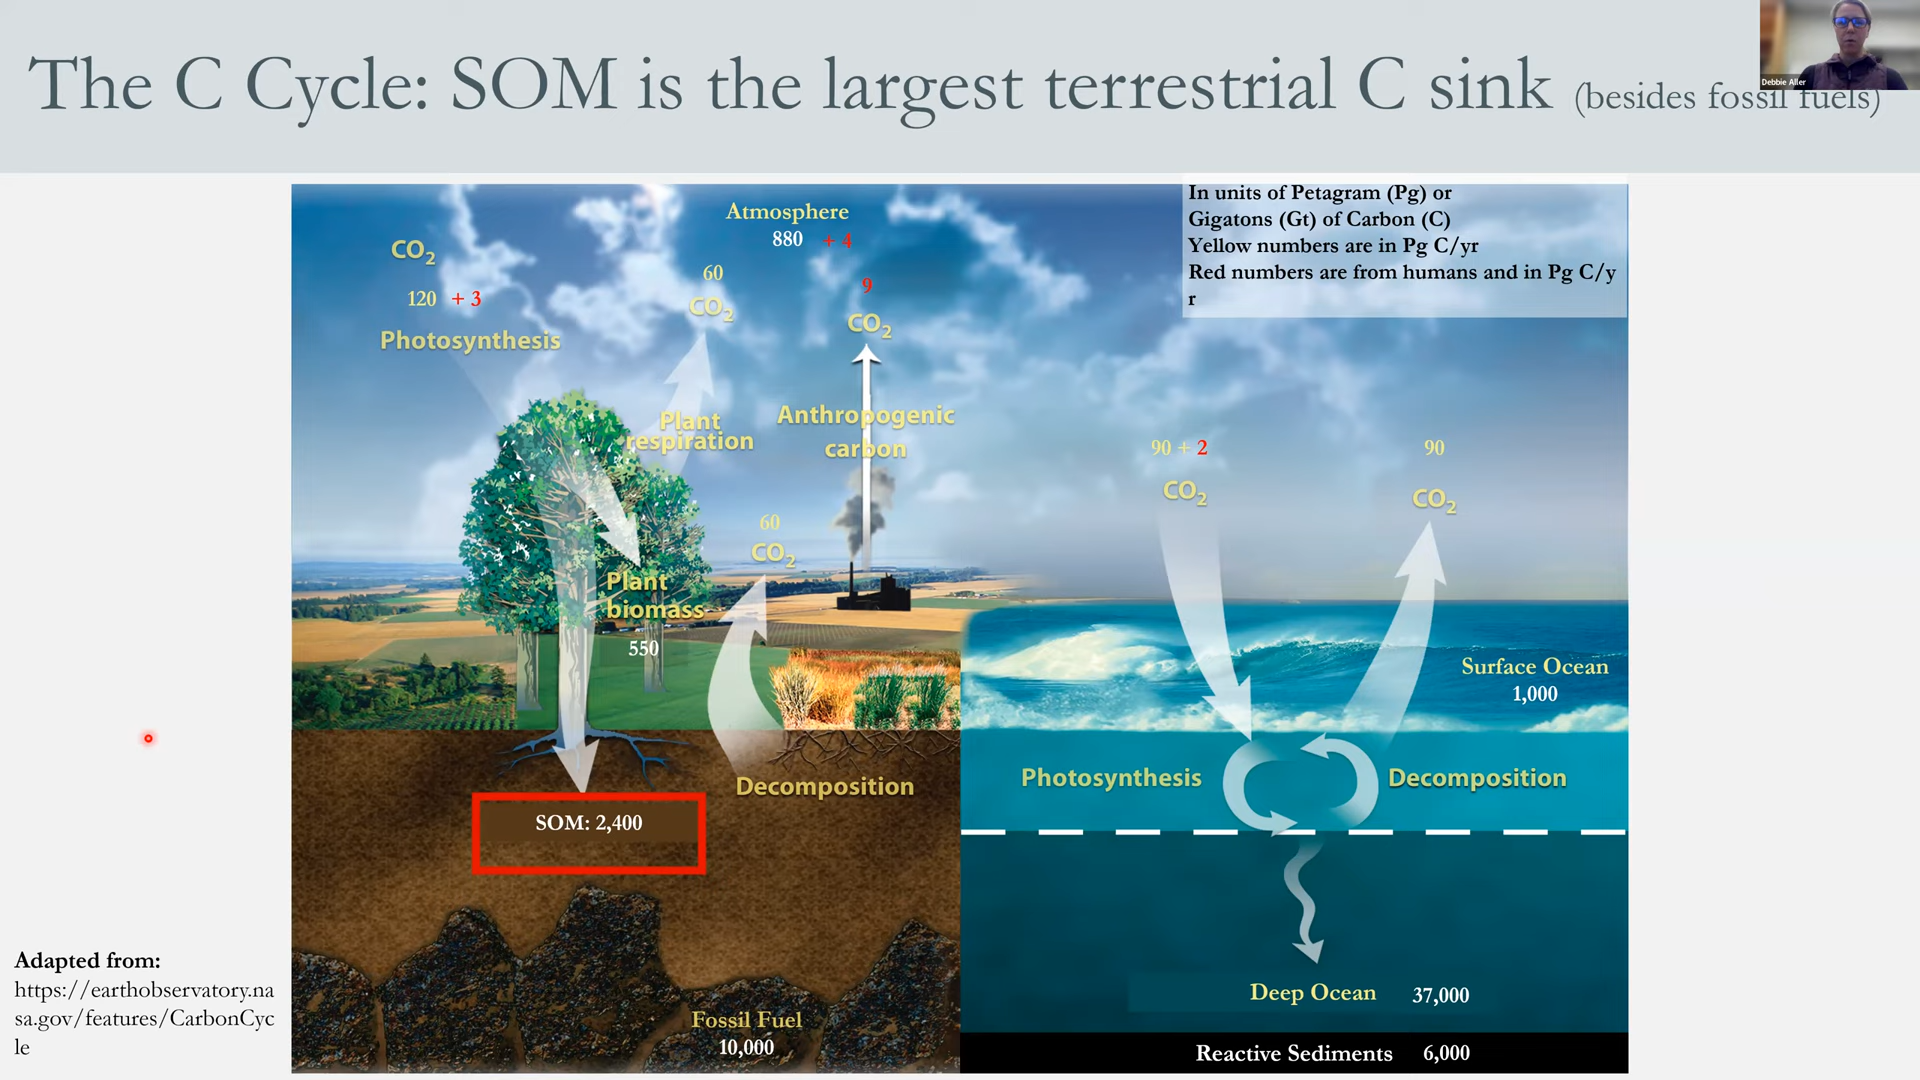 The C Cycle: SOM is the largest terrestrial C sink (besides fossil fuels)
Debbie Aller
In units of Petagram (Pg) or
Gigatons (Gt) of Carbon (C)
Yellow numbers are in Pg C/yr
Red numbers are from humans and in Pg C/y
r
Atmosphere
880 + 4
CO2
120 + 3
Photosynthesis
60
CO2
9
CO2
Plant
respiration
Anthropogenic
carbon
60
CO2
Plant
biomass
550
90 + 2
CO2
90
CO2
Surface Ocean
1,000
Decomposition
Photosynthesis
Decomposition
SOM: 2,400
Deep Ocean 37,000
Fossil Fuel
10,000
Reactive Sediments 6,000
Adapted from:
https://earthobservatory.na
sa.gov/features/CarbonCyc
le